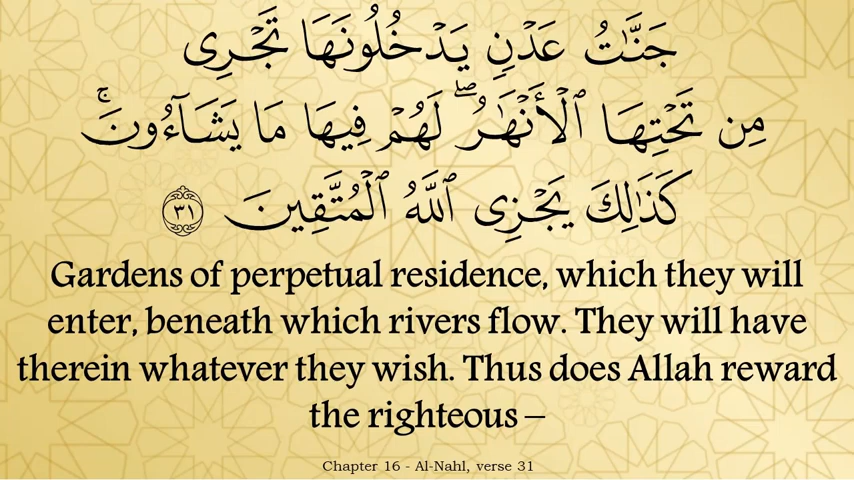 جَنَّـٰتُ عَدْنٍ يَدْخُلُونَهَا تَجْرِى
مِن تَحْتِهَا ٱلْأَنْهَـٰرُ ۖ لَهُمْ فِيهَا مَا يَشَآءُونَ ۚ
كَذَٰلِكَ يَجْزِى ٱللَّهُ ٱلْمُتَّقِينَ ٣١
Gardens of perpetual residence, which they will
enter, beneath which rivers flow. They will have
therein whatever they wish. Thus does Allah reward
the righteous –
Chapter 16 - Al-Nahl, verse 31